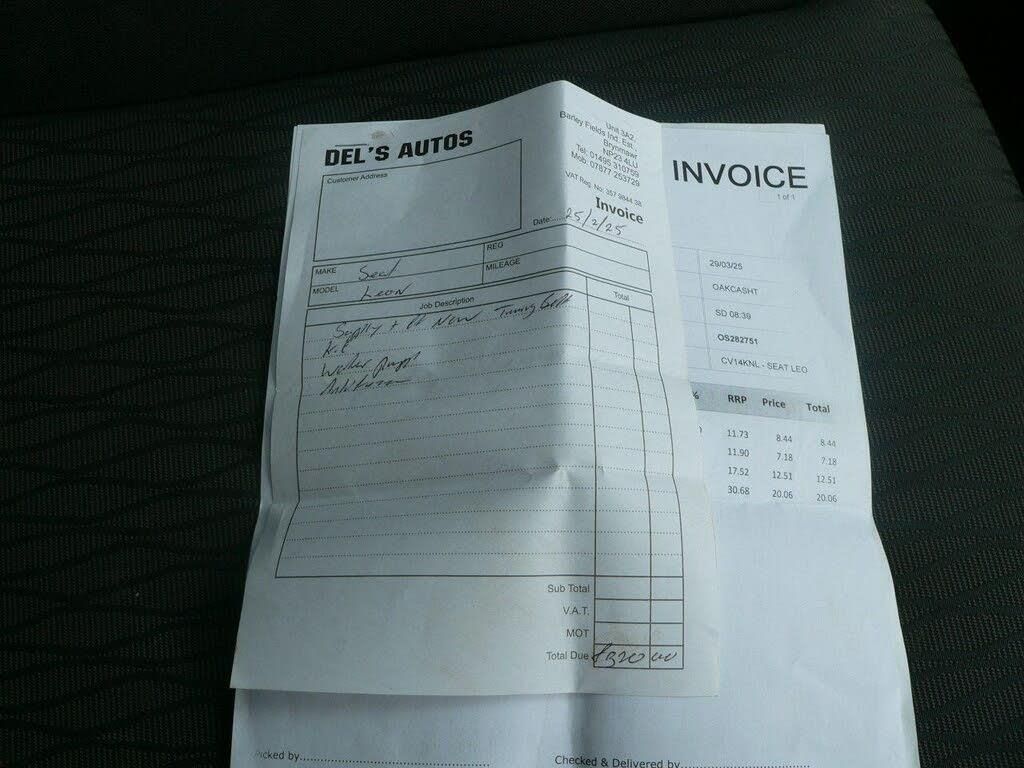 DEL'S AUTOS
Customer Address
Unit 3A2
Barley Fields Ind. Est.
Brynmawr
NP23 4LU
Tel: 01495 310759
Mob: 07877 253729
VAT Reg. No: 357 9844 38
Invoice
Date:......25/2/25
MAKE Seat
REG
MODEL Leon
MILEAGE
Job Description
Total
Supply + fit New Timing Belt
Kit
Water Pump
Antifreeze
Sub Total
V.A.T.
MOT
Total Due £320 00
INVOICE
1 of 1
29/03/25
OAKCASHT
SD 08:39
OS282751
CV14KNL - SEAT LEO
% RRP Price Total
11.73 8.44 8.44
11.90 7.18 7.18
17.52 12.51 12.51
30.68 20.06 20.06
Picked by
Checked & Delivered by